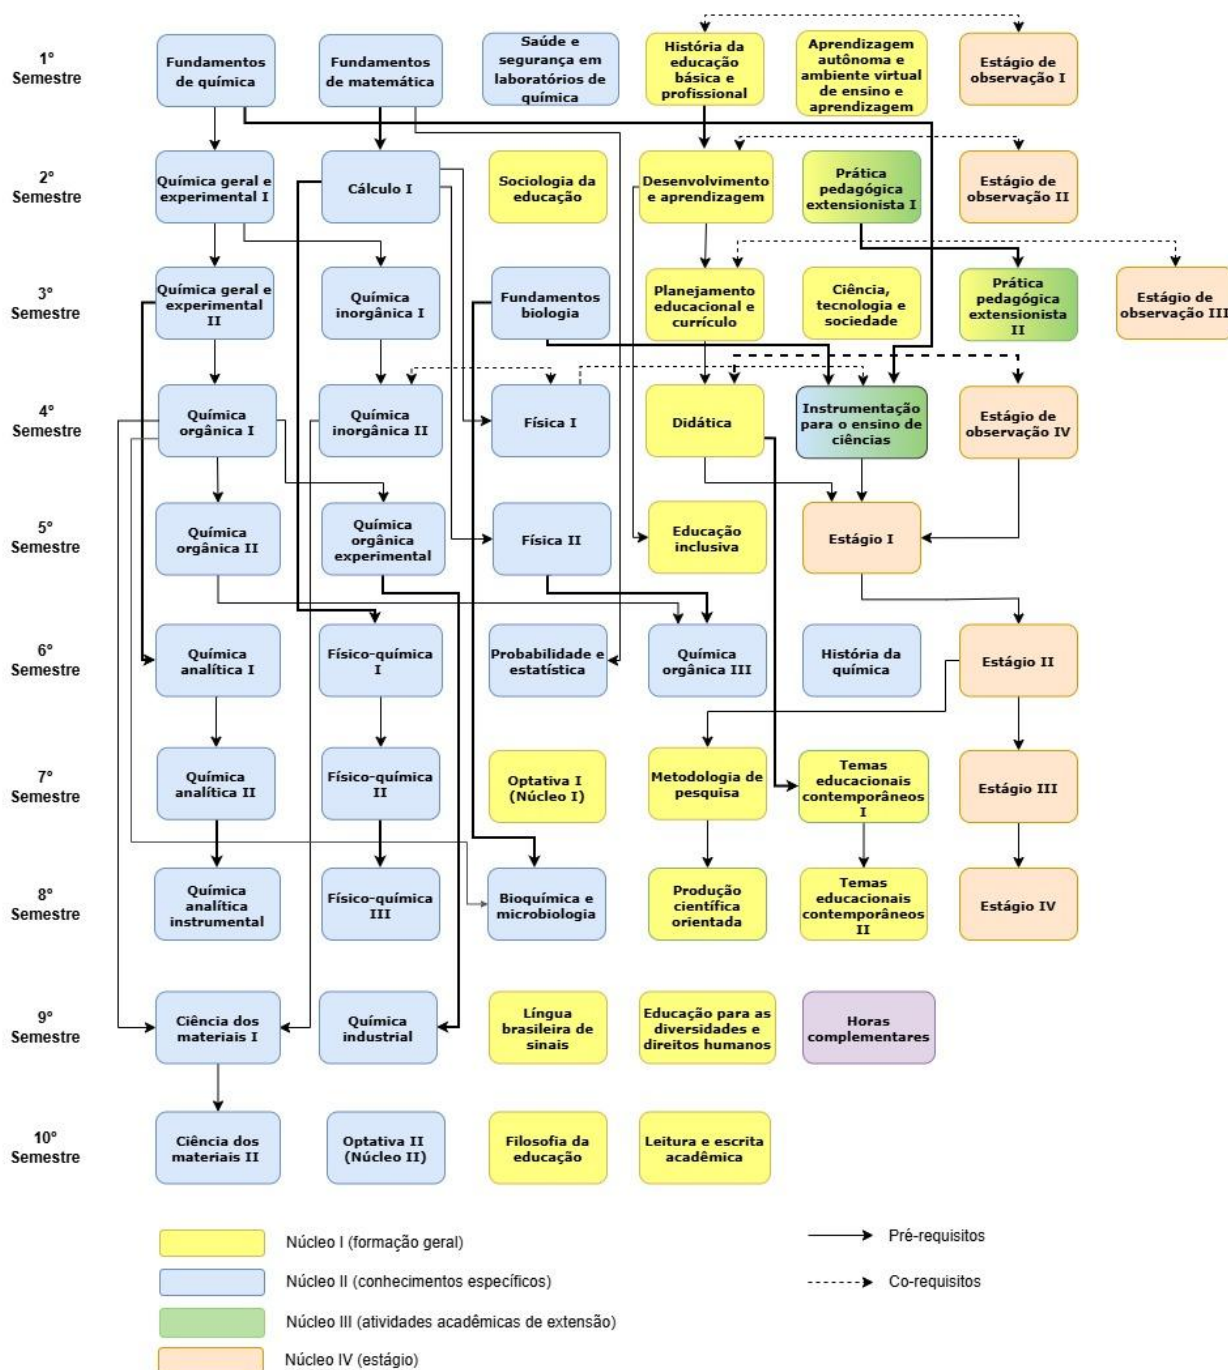 1°
Semestre
Fundamentos
de química
Fundamentos
de matemática
Saúde e
segurança em
laboratórios de
química
História da
educação
básica e
profissional
Aprendizagem
autônoma e
ambiente virtual
de ensino e
aprendizagem
Estágio de
observação I
2°
Semestre
Química geral e
experimental I
Cálculo I
Sociologia da
educação
Desenvolvimento
e aprendizagem
Prática
pedagógica
extensionista I
Estágio de
observação II
3°
Semestre
Química geral e
experimental
II
Química
inorgânica I
Fundamentos
biologia
Planejamento
educacional e
currículo
Ciência,
tecnologia e
sociedade
Prática
pedagógica
extensionista
II
Estágio de
observação III
4°
Semestre
Química
orgânica I
Química
inorgânica II
Física I
Didática
Instrumentação
para o ensino de
ciências
Estágio de
observação IV
5°
Semestre
Química
orgânica II
Química
orgânica
experimental
Física II
Educação
inclusiva
Estágio I
6°
Semestre
Química
analítica I
Físico-química
I
Probabilidade e
estatística
Química
orgânica III
História da
química
Estágio II
7°
Semestre
Química
analítica II
Físico-química
II
Optativa I
(Núcleo I)
Metodologia de
pesquisa
Temas
educacionais
contemporâneos
I
Estágio III
8°
Semestre
Química
analítica
instrumental
Físico-química
III
Bioquímica e
microbiologia
Produção
científica
orientada
Temas
educacionais
contemporâneos
II
Estágio IV
9°
Semestre
Ciência dos
materiais I
Química
industrial
Língua
brasileira de
sinais
Educação para as
diversidades e
direitos humanos
Horas
complementares
10°
Semestre
Ciência dos
materiais II
Optativa II
(Núcleo II)
Filosofia da
educação
Leitura e escrita
acadêmica
Núcleo I (formação geral)
Pré-requisitos
Núcleo II (conhecimentos específicos)
Co-requisitos
Núcleo III (atividades acadêmicas de extensão)
Núcleo IV (estágio)